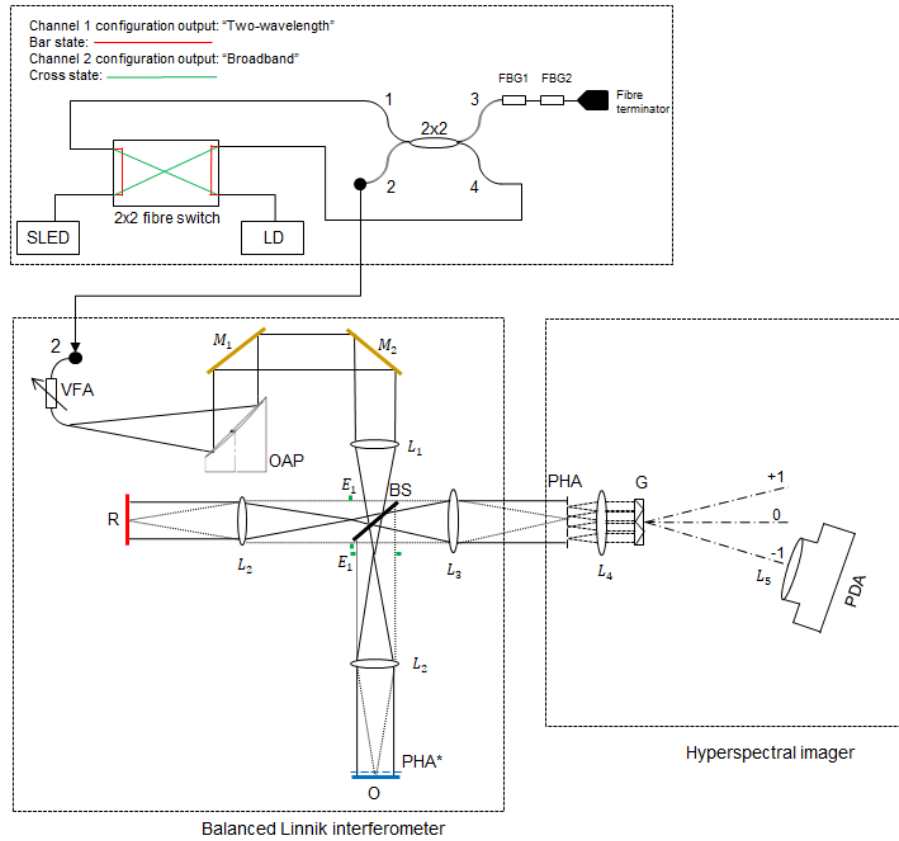 Channel 1 configuration output: “Two-wavelength”
Bar state:
Channel 2 configuration output: “Broadband”
Cross state:
FBG1
FBG2
Fibre
terminator
1
3
2x2
2
4
2x2 fibre switch
SLED
LD
2
VFA
M₁
M₂
OAP
L₁
E₁
BS
R
L₂
E₁
L₃
PHA
G
L₄
+1
0
-1
L₅
PDA
L₂
PHA*
O
Hyperspectral imager
Balanced Linnik interferometer